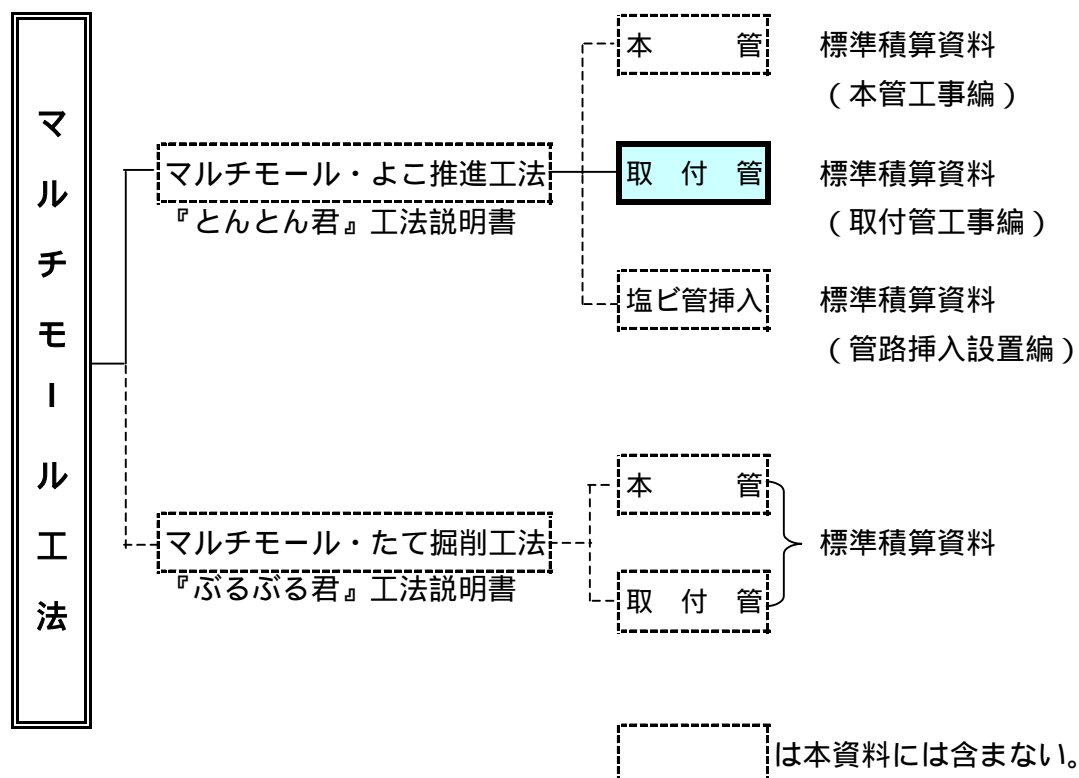 マルチモール工法
本　　　管　標準積算資料
（本管工事編）
マルチモール・よこ推進工法
『とんとん君』工法説明書
取　付　管　標準積算資料
（取付管工事編）
塩ビ管挿入　標準積算資料
（管路挿入設置編）
マルチモール・たて掘削工法
『ぶるぶる君』工法説明書
本　　　管
取　付　管
標準積算資料
は本資料には含まない。